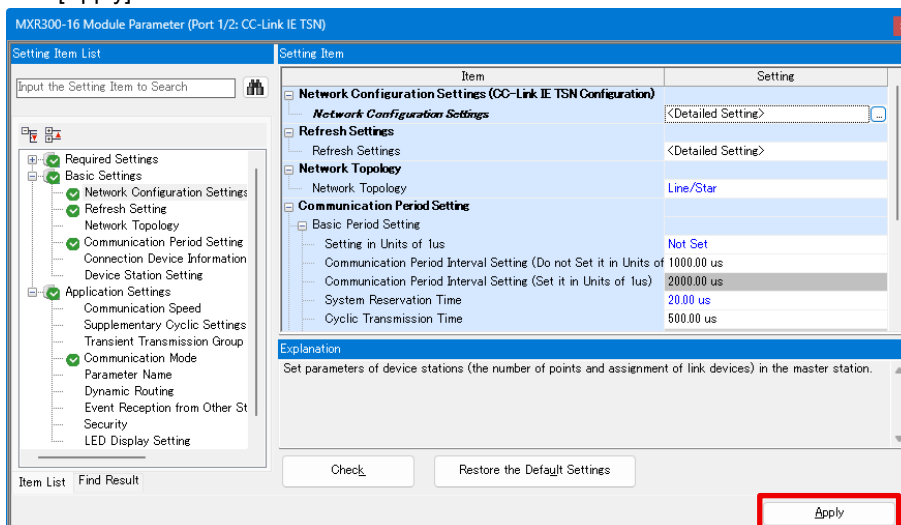 [Apply]
MXR300-16 Module Parameter (Port 1/2: CC-Link IE TSN)
Setting Item List
Input the Setting Item to Search
Required Settings
Basic Settings
Network Configuration Settings
Refresh Setting
Network Topology
Communication Period Setting
Connection Device Information
Device Station Setting
Application Settings
Communication Speed
Supplementary Cyclic Settings
Transient Transmission Group
Communication Mode
Parameter Name
Dynamic Routing
Event Reception from Other St
Security
LED Display Setting
Item List Find Result
Setting Item
Item Setting
Network Configuration Settings (CC-Link IE TSN Configuration)
Network Configuration Settings <Detailed Setting> ...
Refresh Settings
Refresh Settings <Detailed Setting>
Network Topology
Network Topology Line/Star
Communication Period Setting
Basic Period Setting
Setting in Units of 1us Not Set
Communication Period Interval Setting (Do not Set it in Units of 1000.00 us
Communication Period Interval Setting (Set it in Units of 1us) 2000.00 us
System Reservation Time 20.00 us
Cyclic Transmission Time 500.00 us
Explanation
Set parameters of device stations (the number of points and assignment of link devices) in the master station.
Check Restore the Default Settings
Apply